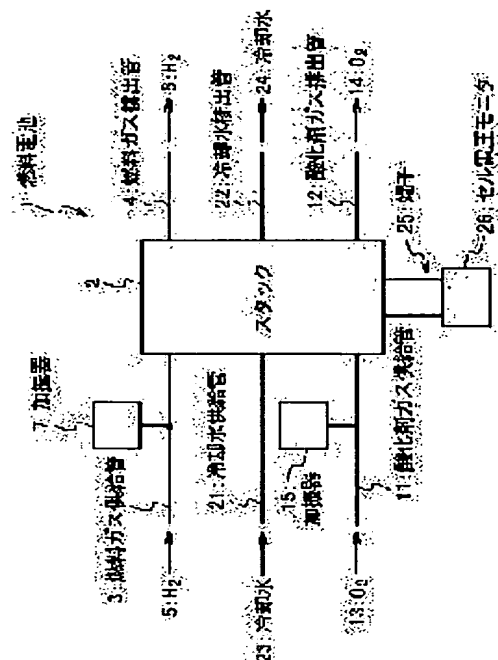 1:燃料電池
2
スタック
7:加湿器
3:燃料ガス供給管
5:H₂
4:燃料ガス排出管
8:H₂
21:冷却水供給管
23:冷却水
22:冷却水排出管
24:冷却水
15:加湿器
11:酸化剤ガス供給管
13:O₂
12:酸化剤ガス排出管
14:O₂
25:端子
26:セル電圧モニタ